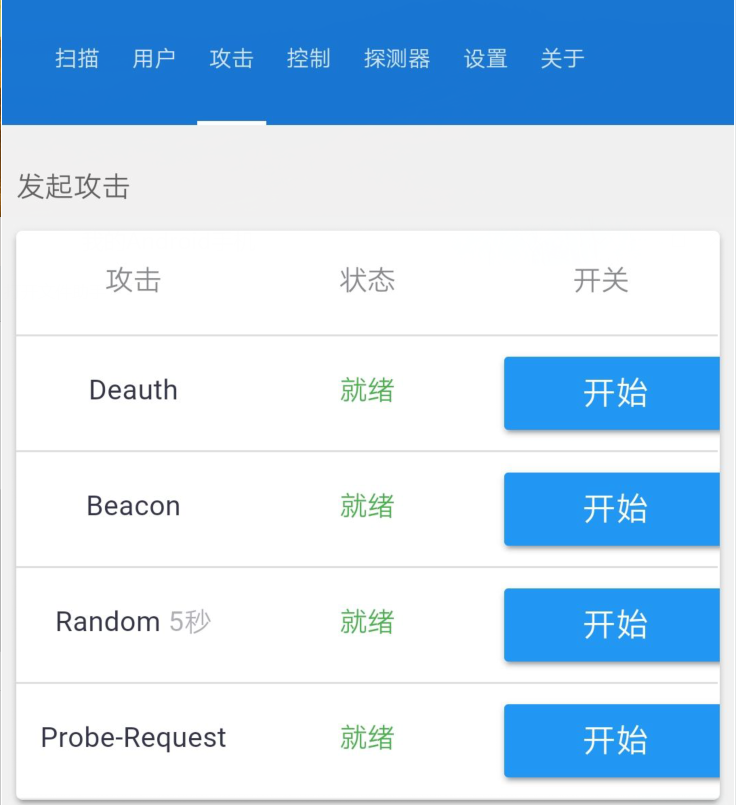 扫描 用户 攻击 控制 探测器 设置 关于
发起攻击
攻击 状态 开关
Deauth 就绪 开始
Beacon 就绪 开始
Random 5秒 就绪 开始
Probe-Request 就绪 开始